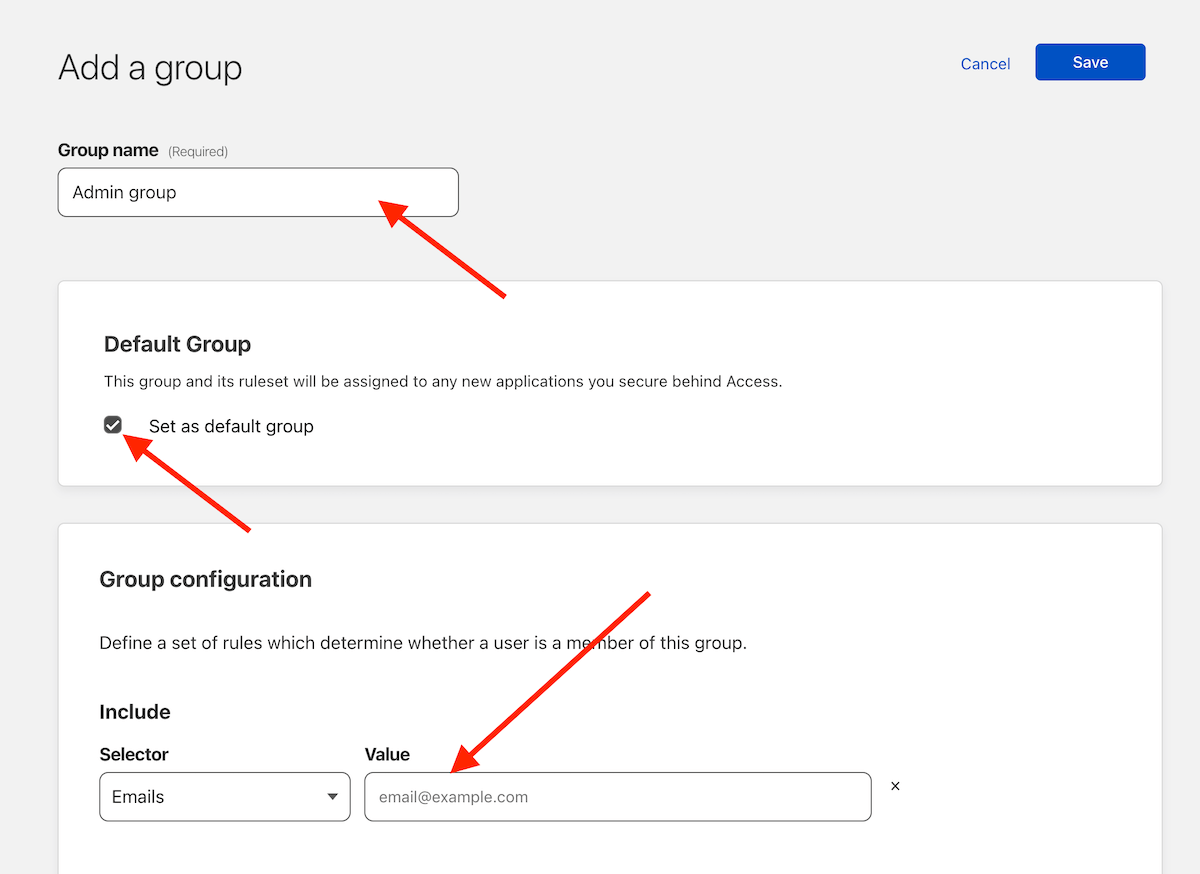 Add a group
Cancel
Save
Group name (Required)
Admin group
Default Group
This group and its ruleset will be assigned to any new applications you secure behind Access.
Set as default group
Group configuration
Define a set of rules which determine whether a user is a member of this group.
Include
Selector
Value
Emails
email@example.com